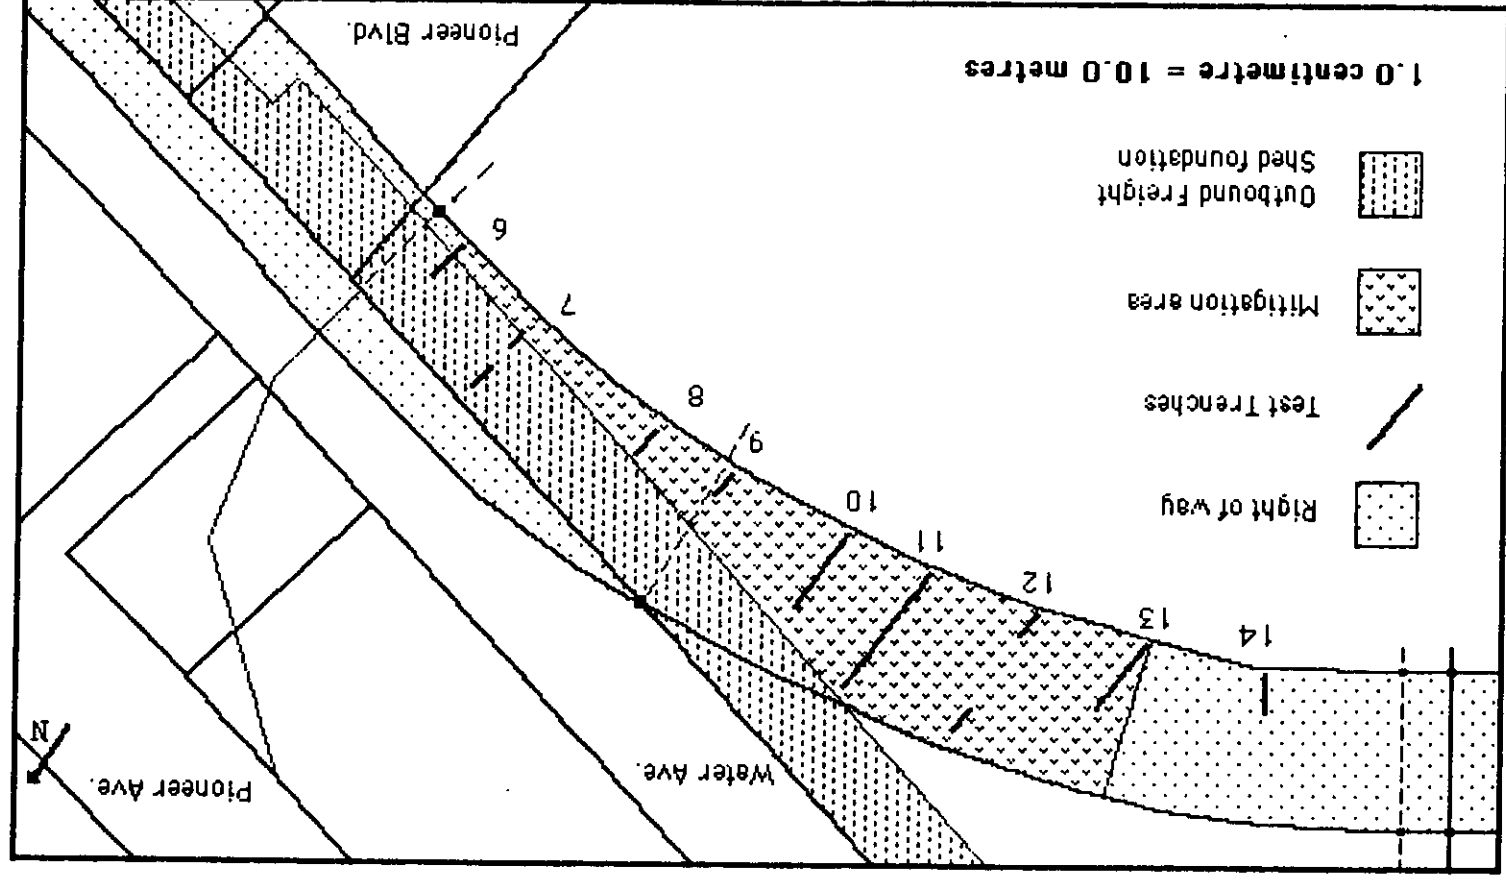 Pioneer Ave.
Water Ave.
N
14
13
12
11
10
9
8
7
6
Right of way
Test Trenches
Mitigation area
Outbound Freight
Shed foundation
1.0 centimetre = 10.0 metres
Pioneer Blvd.